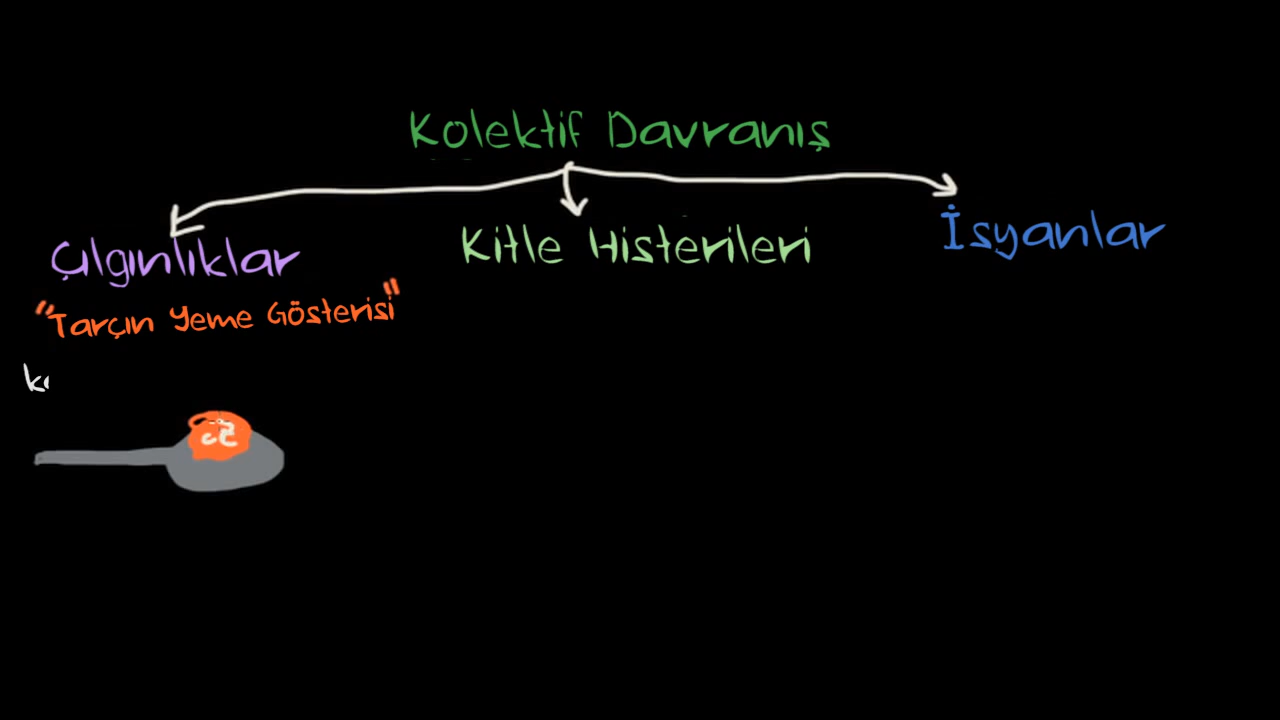 Kolektif Davranış
Çılgınlıklar
Kitle Histerileri
İsyanlar
"Tarçın Yeme Gösterisi"